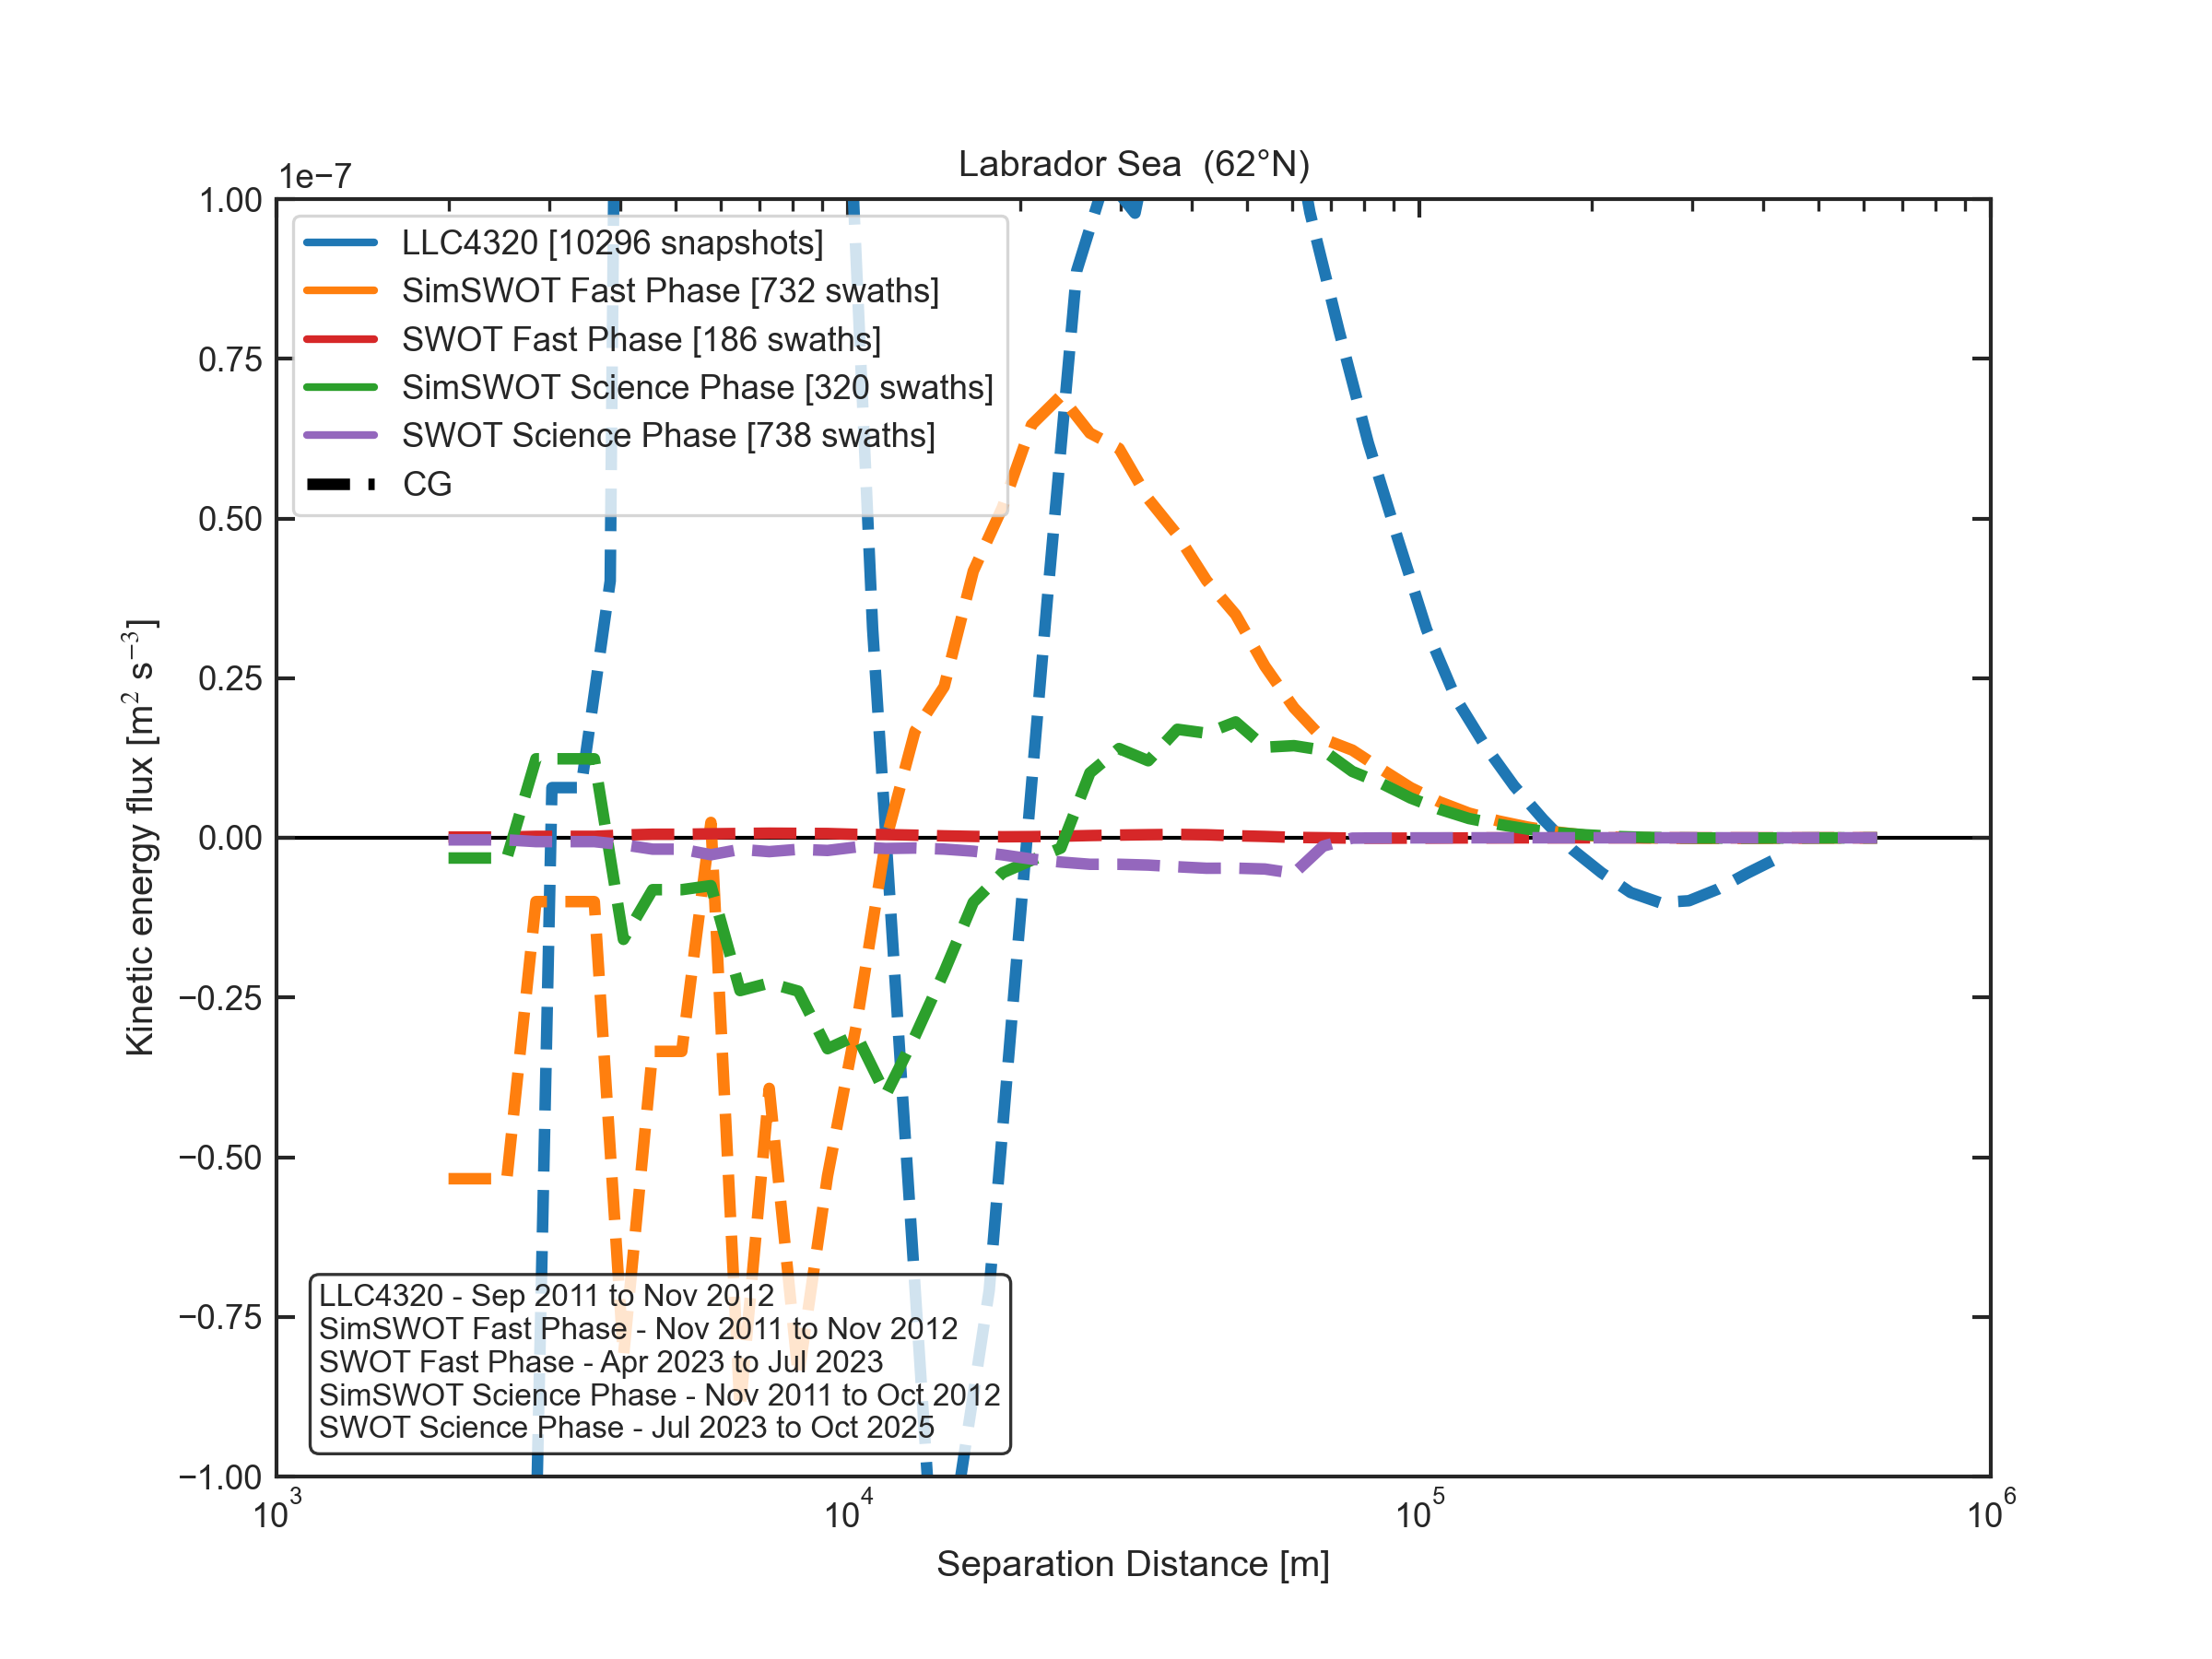 Labrador Sea (62°N)
1e−7
1.00
0.75
0.50
0.25
0.00
−0.25
−0.50
−0.75
−1.00
Kinetic energy flux [m² s⁻³]
LLC4320 [10296 snapshots]
SimSWOT Fast Phase [732 swaths]
SWOT Fast Phase [186 swaths]
SimSWOT Science Phase [320 swaths]
SWOT Science Phase [738 swaths]
CG
LLC4320 - Sep 2011 to Nov 2012
SimSWOT Fast Phase - Nov 2011 to Nov 2012
SWOT Fast Phase - Apr 2023 to Jul 2023
SimSWOT Science Phase - Nov 2011 to Oct 2012
SWOT Science Phase - Jul 2023 to Oct 2025
10³ 10⁴ 10⁵ 10⁶
Separation Distance [m]